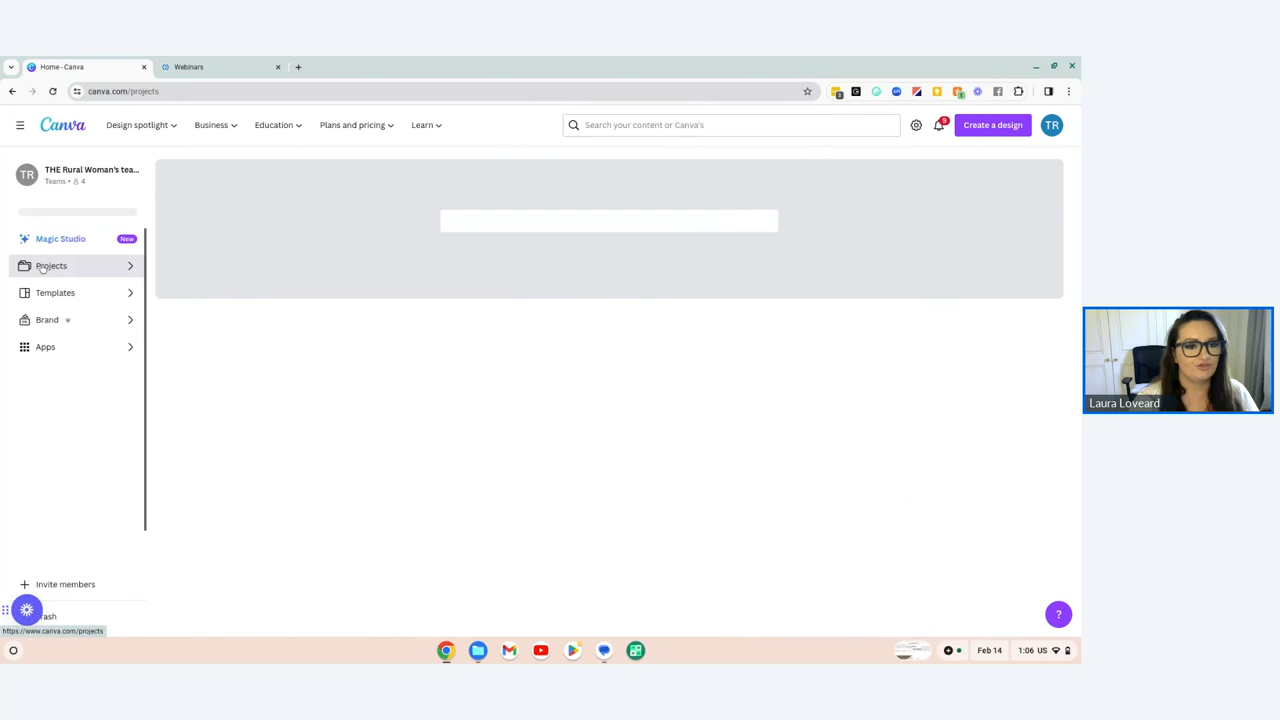 Home - Canva
Webinars
canva.com/projects
Canva
Design spotlight
Business
Education
Plans and pricing
Learn
Search your content or Canva's
9
Create a design
TR
TR
THE Rural Woman's tea...
Teams • 4
Magic Studio
New
Projects
Templates
Brand
Apps
Laura Loveard
Invite members
rash
?
https://www.canva.com/projects
Feb 14
1:06 US